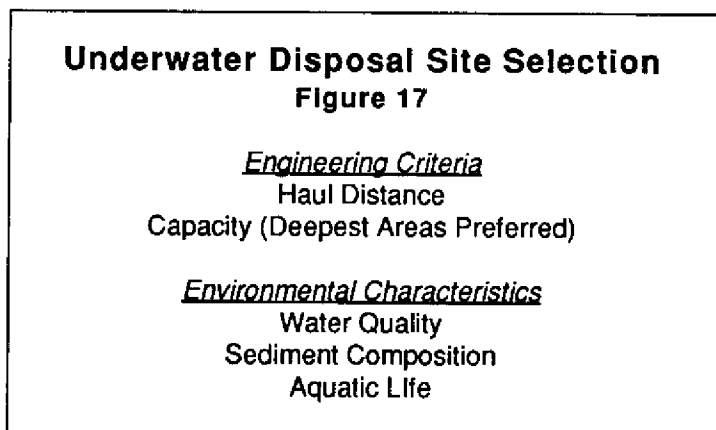 Underwater Disposal Site Selection
Figure 17
Engineering Criteria
Haul Distance
Capacity (Deepest Areas Preferred)
Environmental Characteristics
Water Quality
Sediment Composition
Aquatic Life